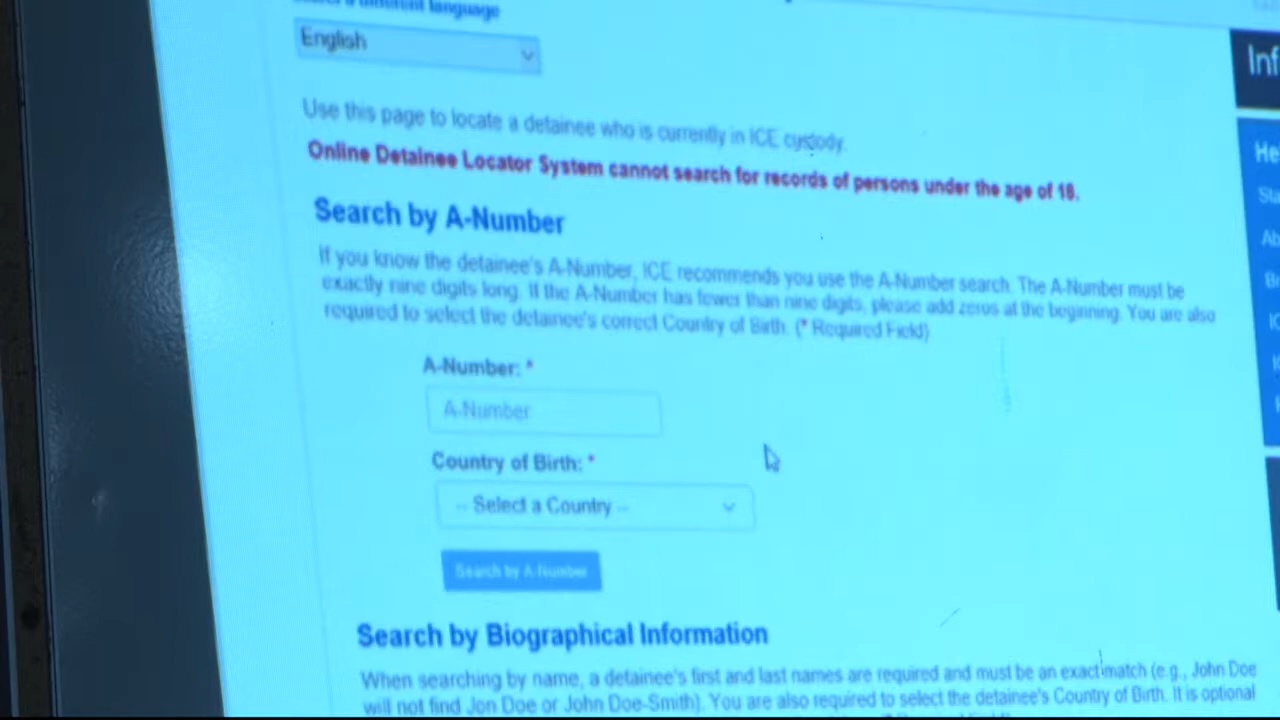 different language
English
Use this page to locate a detainee who is currently in ICE custody.
Online Detainee Locator System cannot search for records of persons under the age of 18.
Search by A-Number
If you know the detainee's A-Number, ICE recommends you use the A-Number search. The A-Number must be
exactly nine digits long. If the A-Number has fewer than nine digits, please add zeros at the beginning. You are also
required to select the detainee's correct Country of Birth. (* Required Field)
A-Number: *
A-Number
Country of Birth: *
-- Select a Country --
Search by A-Number
Search by Biographical Information
When searching by name, a detainee's first and last names are required and must be an exact match (e.g., John Doe
will not find Jon Doe or John Doe-Smith). You are also required to select the detainee's Country of Birth. It is optional
Inf
He
Sta
Ab